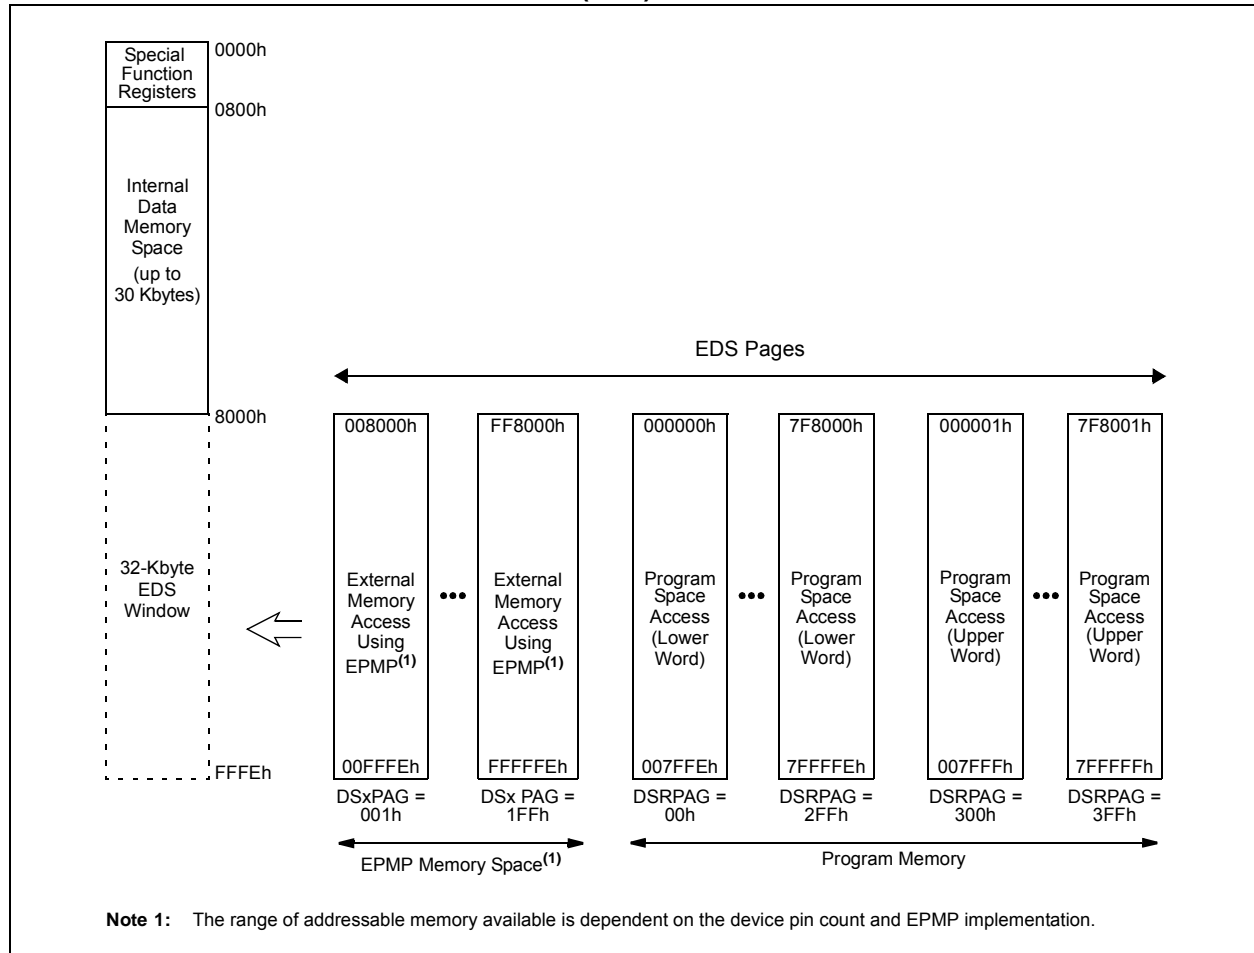 Special
Function
Registers
0000h
0800h
Internal
Data
Memory
Space
(up to
30 Kbytes)
EDS Pages
8000h
008000h
FF8000h
000000h
7F8000h
000001h
7F8001h
32-Kbyte
EDS
Window
External
Memory
Access
Using
EPMP(1)
•••
External
Memory
Access
Using
EPMP(1)
Program
Space
Access
(Lower
Word)
•••
Program
Space
Access
(Lower
Word)
Program
Space
Access
(Upper
Word)
•••
Program
Space
Access
(Upper
Word)
FFFEh
00FFFEh
FFFFFEh
007FFEh
7FFFFEh
007FFFh
7FFFFFh
DSxPAG =
001h
DSx PAG =
1FFh
DSRPAG =
00h
DSRPAG =
2FFh
DSRPAG =
300h
DSRPAG =
3FFh
EPMP Memory Space(1)
Program Memory
Note 1: The range of addressable memory available is dependent on the device pin count and EPMP implementation.